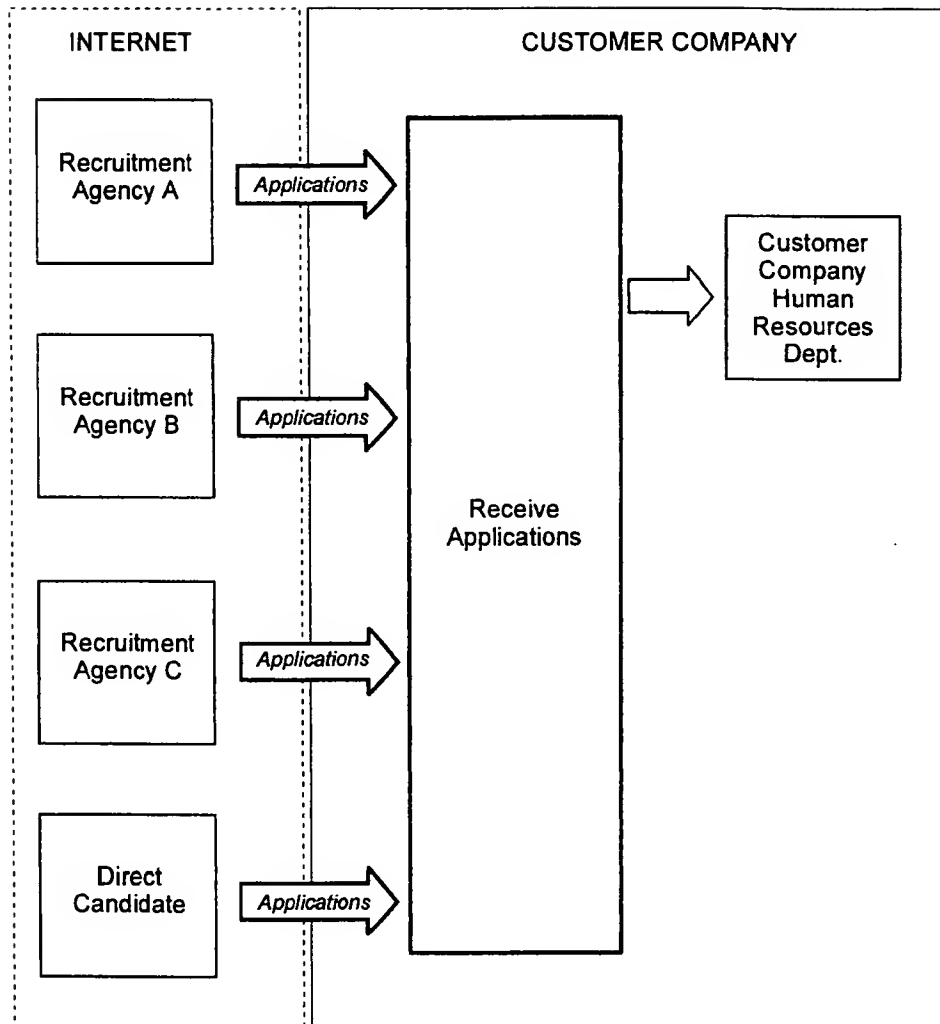 INTERNET
CUSTOMER COMPANY
Recruitment
Agency A
Applications
Customer
Company
Human
Resources
Dept.
Recruitment
Agency B
Applications
Receive
Applications
Recruitment
Agency C
Applications
Direct
Candidate
Applications